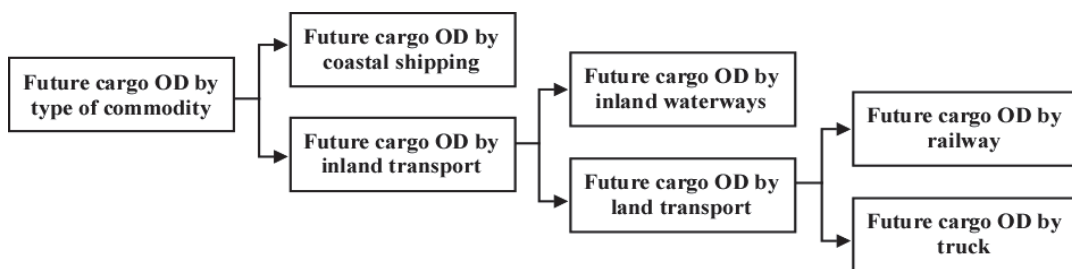 Future cargo OD by
type of commodity
Future cargo OD by
coastal shipping
Future cargo OD by
inland transport
Future cargo OD by
inland waterways
Future cargo OD by
land transport
Future cargo OD by
railway
Future cargo OD by
truck